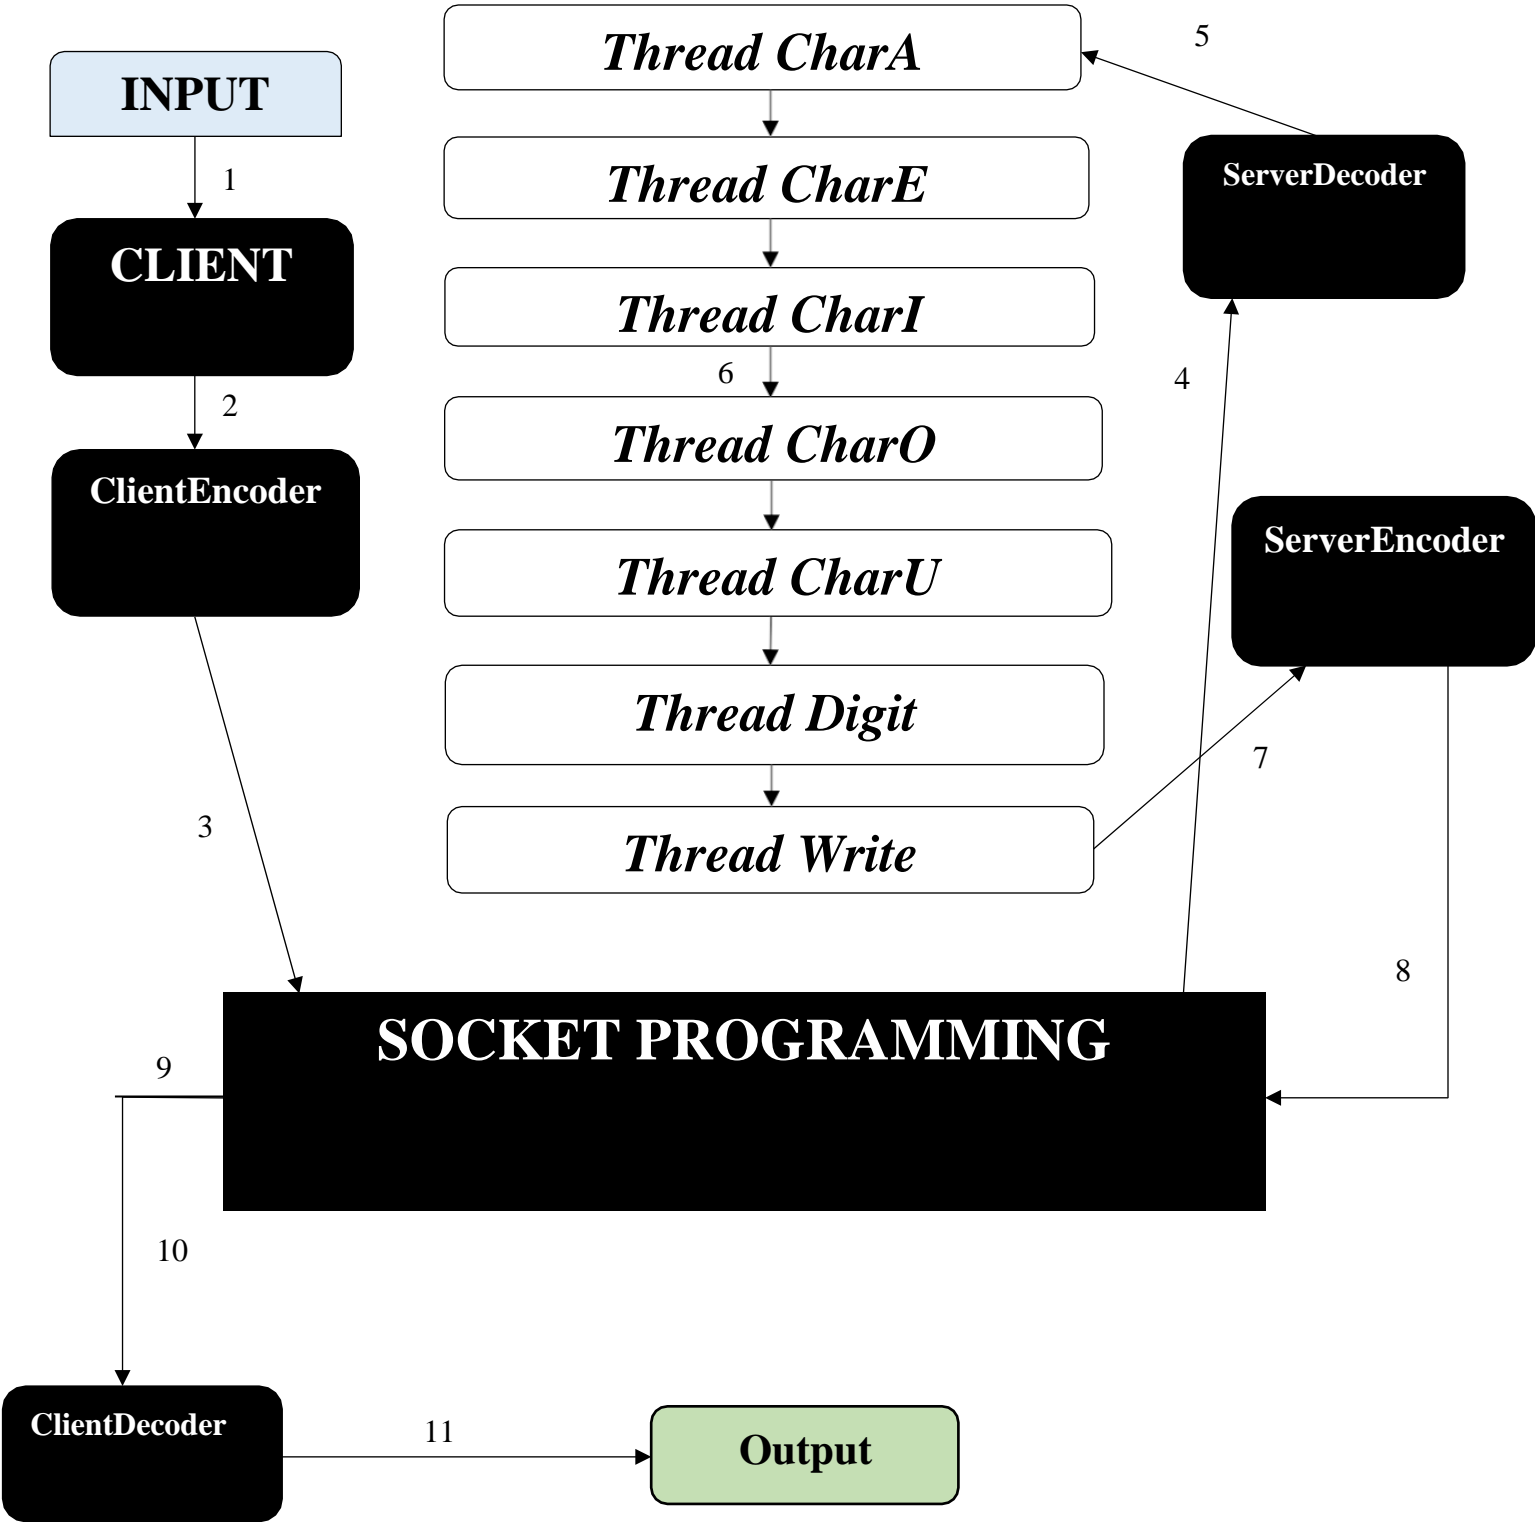 INPUT
1
CLIENT
2
ClientEncoder
3
Thread CharA
Thread CharE
Thread CharI
6
Thread CharO
Thread CharU
Thread Digit
Thread Write
5
ServerDecoder
4
ServerEncoder
7
8
SOCKET PROGRAMMING
9
10
ClientDecoder
11
Output